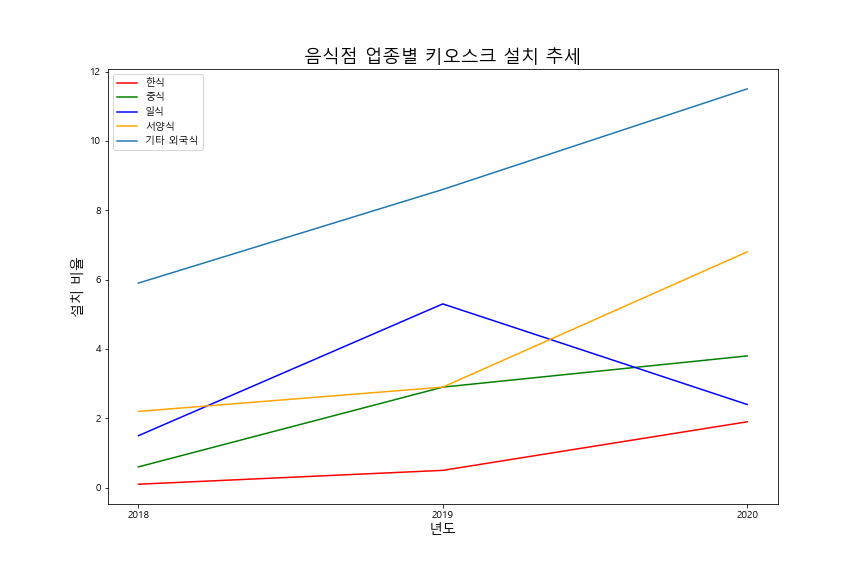 음식점 업종별 키오스크 설치 추세
12
10
8
6
4
2
0
한식
중식
일식
서양식
기타 외국식
설치 비율
2018
2019
2020
년도